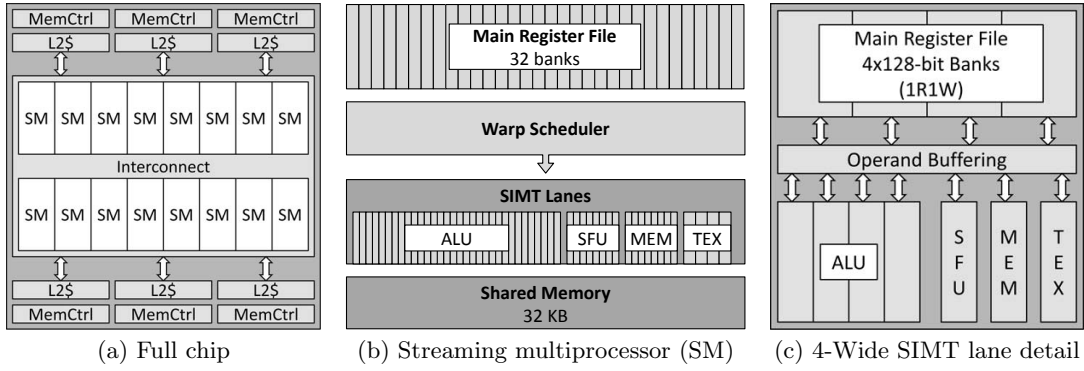 MemCtrl MemCtrl MemCtrl
L2$ L2$ L2$
SM SM SM SM SM SM SM SM
Interconnect
SM SM SM SM SM SM SM SM
L2$ L2$ L2$
MemCtrl MemCtrl MemCtrl
(a) Full chip
Main Register File
32 banks
Warp Scheduler
SIMT Lanes
ALU SFU MEM TEX
Shared Memory
32 KB
(b) Streaming multiprocessor (SM)
Main Register File
4x128-bit Banks
(1R1W)
Operand Buffering
ALU
SFU
MEM
TEX
(c) 4-Wide SIMT lane detail